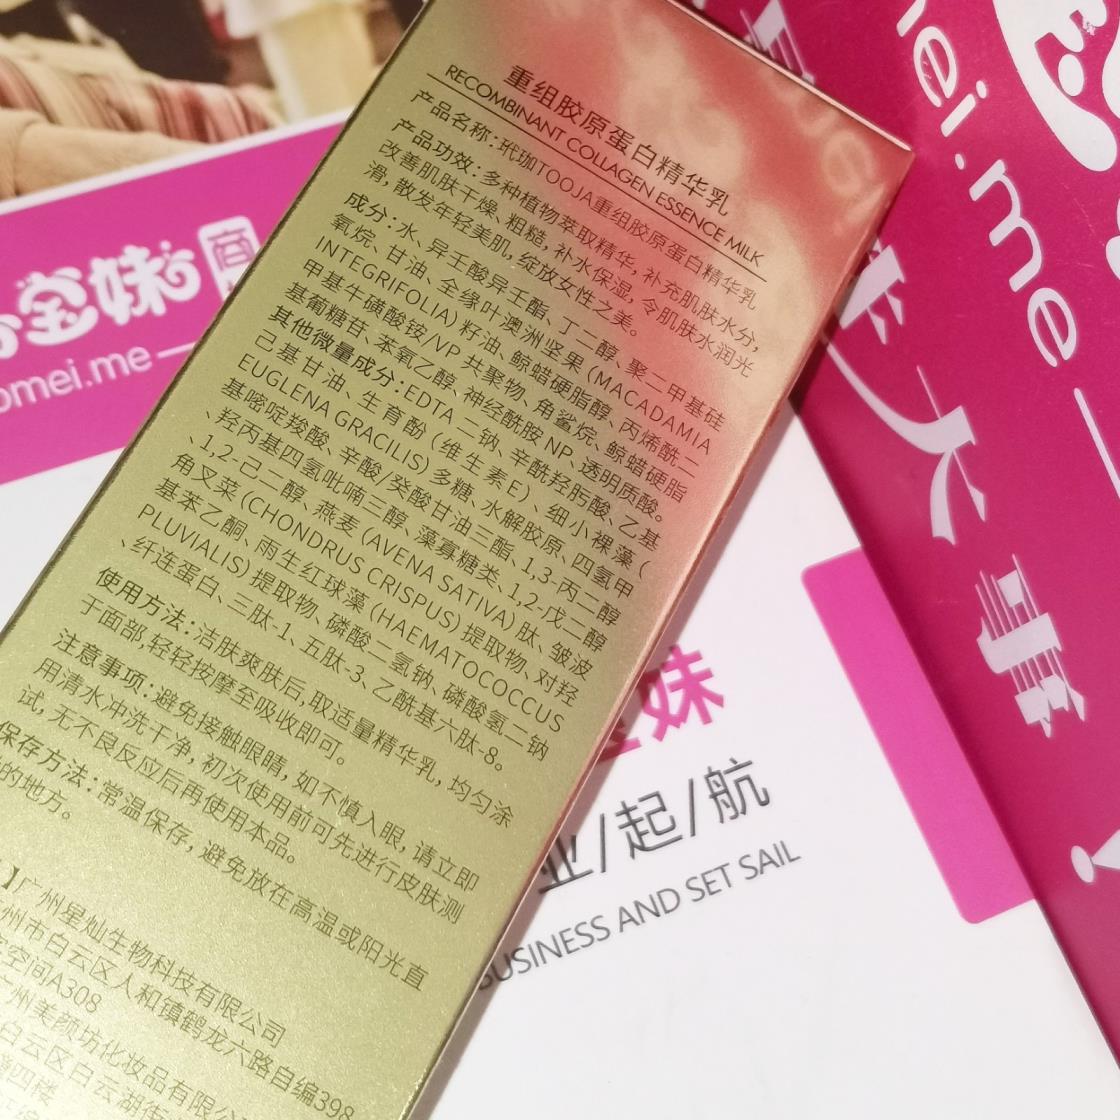 重组胶原蛋白精华乳
RECOMBINANT COLLAGEN ESSENCE MILK
产品名称:玳珈TOOJA重组胶原蛋白精华乳
产品功效:多种植物萃取精华,补充肌肤水分,
改善肌肤干燥、粗糙,补水保湿,令肌肤水润光
滑,散发年轻美肌,绽放女性之美。
成分:水、异壬酸异壬酯、丁二醇、聚二甲基硅
氧烷、甘油、全缘叶澳洲坚果(MACADAMIA
INTEGRIFOLIA)籽油、鲸蜡硬脂醇、丙烯酰二
甲基牛磺酸铵/VP 共聚物、角鲨烷、鲸蜡硬脂
基葡糖苷、苯氧乙醇、神经酰胺 NP、透明质酸。
其他微量成分:EDTA 二钠、辛酰羟肟酸、乙基
己基甘油、生育酚(维生素E)、细小裸藻(
EUGLENA GRACILIS)多糖、水解胶原、四氢甲
基嘧啶羧酸、辛酸/癸酸甘油三酯、1,3-丙二醇
、羟丙基四氢吡喃三醇、藻寡糖类、1,2-戊二醇
、1,2-己二醇、燕麦(AVENA SATIVA)肽、皱波
角叉菜(CHONDRUS CRISPUS)提取物、对羟
基苯乙酮、雨生红球藻(HAEMATOCOCCUS
PLUVIALIS)提取物、磷酸二氢钠、磷酸氢二钠
、纤连蛋白、三肽-1、五肽-3、乙酰基六肽-8。
使用方法:洁肤爽肤后,取适量精华乳,均匀涂
于面部,轻轻按摩至吸收即可。
注意事项:避免接触眼睛,如不慎入眼,请立即
用清水冲洗干净,初次使用前可先进行皮肤测
试,无不良反应后再使用本品。
保存方法:常温保存,避免放在高温或阳光直
的地方。
】广州星灿生物科技有限公司
州市白云区人和镇鹤龙六路自编398
空间A308
州美颜坊化妆品有限公
白云区白云湖街
四楼
宝妹
omei.me
mei.me
大事
妹
业/起/航
BUSINESS AND SET SAIL